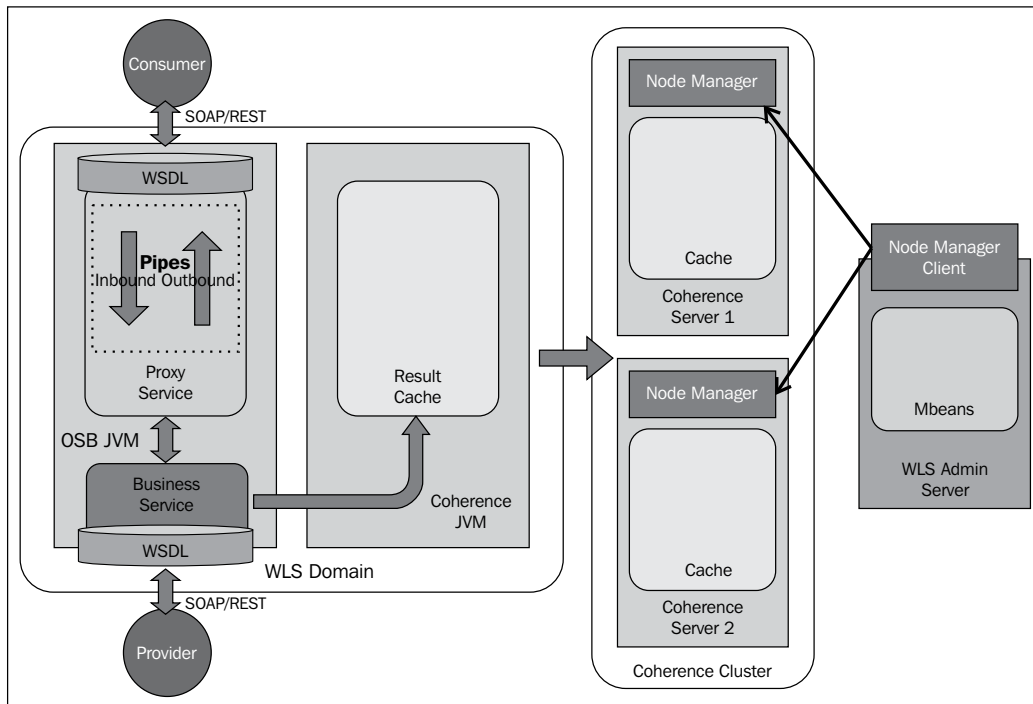 Consumer
SOAP/REST
WSDL
Pipes
Inbound Outbound
Proxy
Service
OSB JVM
Business
Service
WSDL
SOAP/REST
Provider
Result
Cache
Coherence
JVM
WLS Domain
Node Manager
Cache
Coherence
Server 1
Node Manager
Cache
Coherence
Server 2
Coherence Cluster
Node Manager
Client
Mbeans
WLS Admin
Server